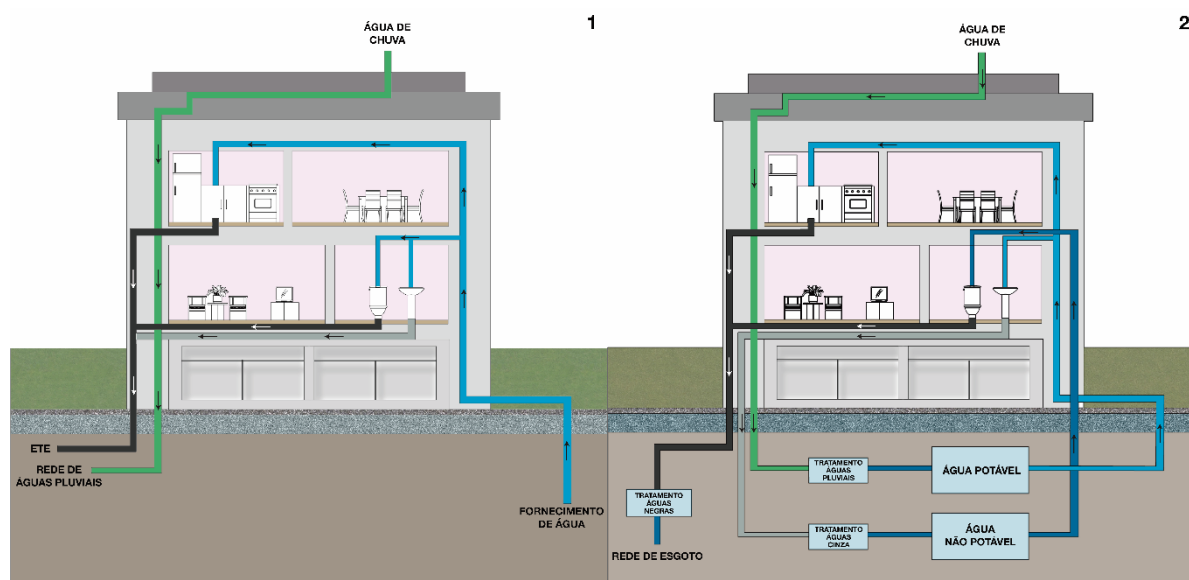 1
ÁGUA DE
CHUVA
ETE
REDE DE
ÁGUAS PLUVIAIS
FORNECIMENTO
DE ÁGUA
2
ÁGUA DE
CHUVA
TRATAMENTO
ÁGUAS
PLUVIAIS
ÁGUA POTÁVEL
TRATAMENTO
ÁGUAS
NEGRAS
REDE DE ESGOTO
TRATAMENTO
ÁGUAS
CINZA
ÁGUA
NÃO POTÁVEL